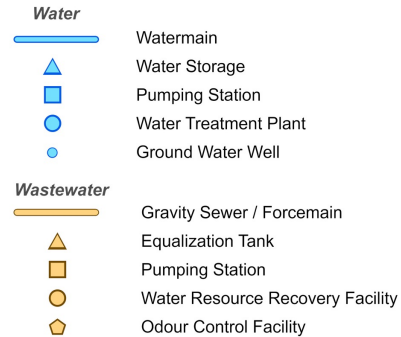 Water
Watermain
Water Storage
Pumping Station
Water Treatment Plant
Ground Water Well
Wastewater
Gravity Sewer / Forcemain
Equalization Tank
Pumping Station
Water Resource Recovery Facility
Odour Control Facility